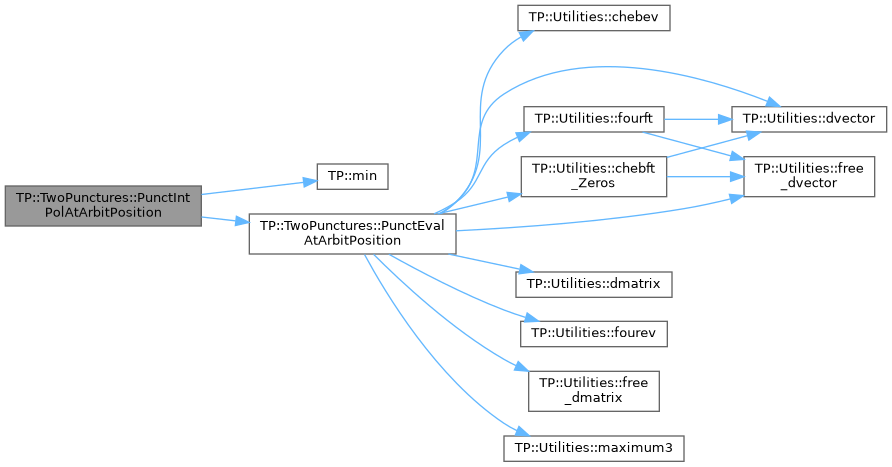 TP::TwoPunctures::PunctInt
PolAtArbitPosition
TP::min
TP::TwoPunctures::PunctEval
AtArbitPosition
TP::Utilities::chebev
TP::Utilities::fourft
TP::Utilities::chebft
_Zeros
TP::Utilities::dvector
TP::Utilities::free
_dvector
TP::Utilities::dmatrix
TP::Utilities::fourev
TP::Utilities::free
_dmatrix
TP::Utilities::maximum3